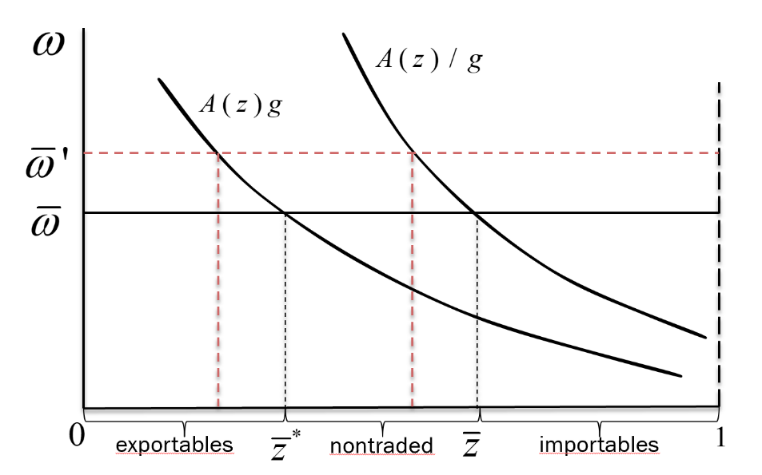 ω
A(z)/g
A(z)g
ω̅'
ω̅
0
exportables
z̅*
nontraded
z̅
importables
1